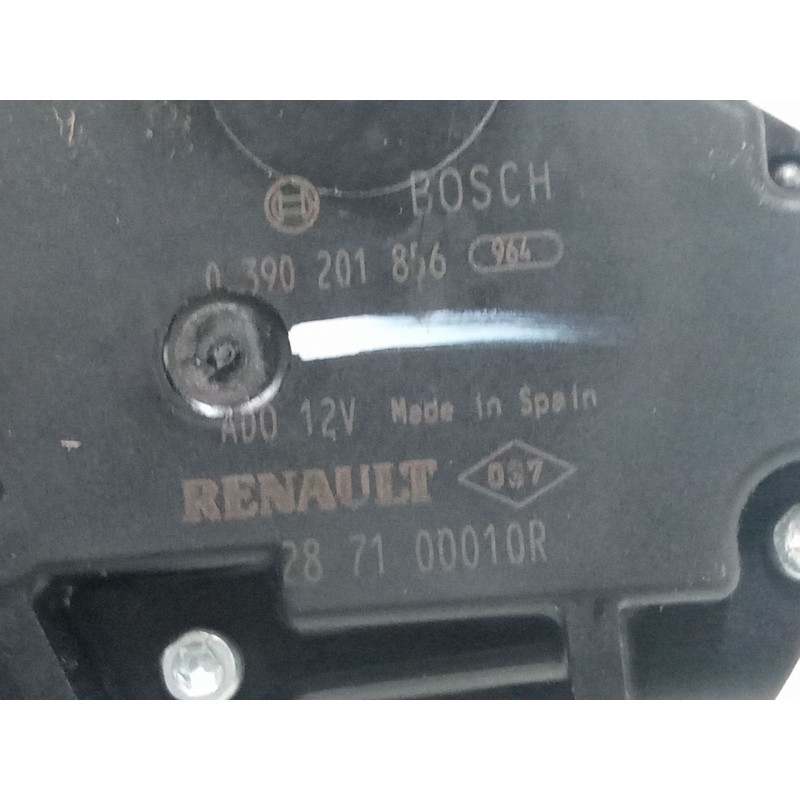 BOSCH
0 390 201 856 964
ADO 12V Made in Spain
RENAULT 037
28 71 00010R